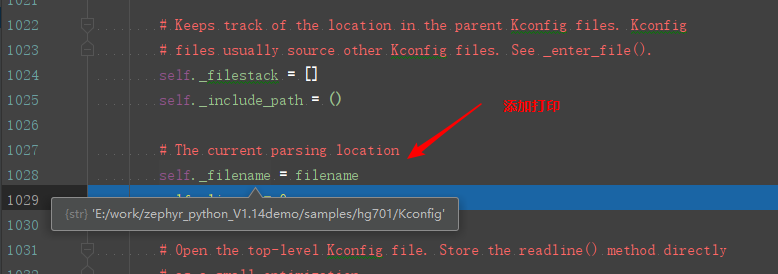 1022 # Keeps track of the location in the parent Kconfig files. Kconfig
1023 # files usually source other Kconfig files. See _enter_file().
1024 self._filestack = []
1025 self._include_path = ()
添加打印
1026
1027 # The current parsing location
1028 self._filename = filename
1029
{str} 'E:/work/zephyr_python_V1.14demo/samples/hg701/Kconfig'
1030
1031 # Open the top-level Kconfig file. Store the readline() method directly